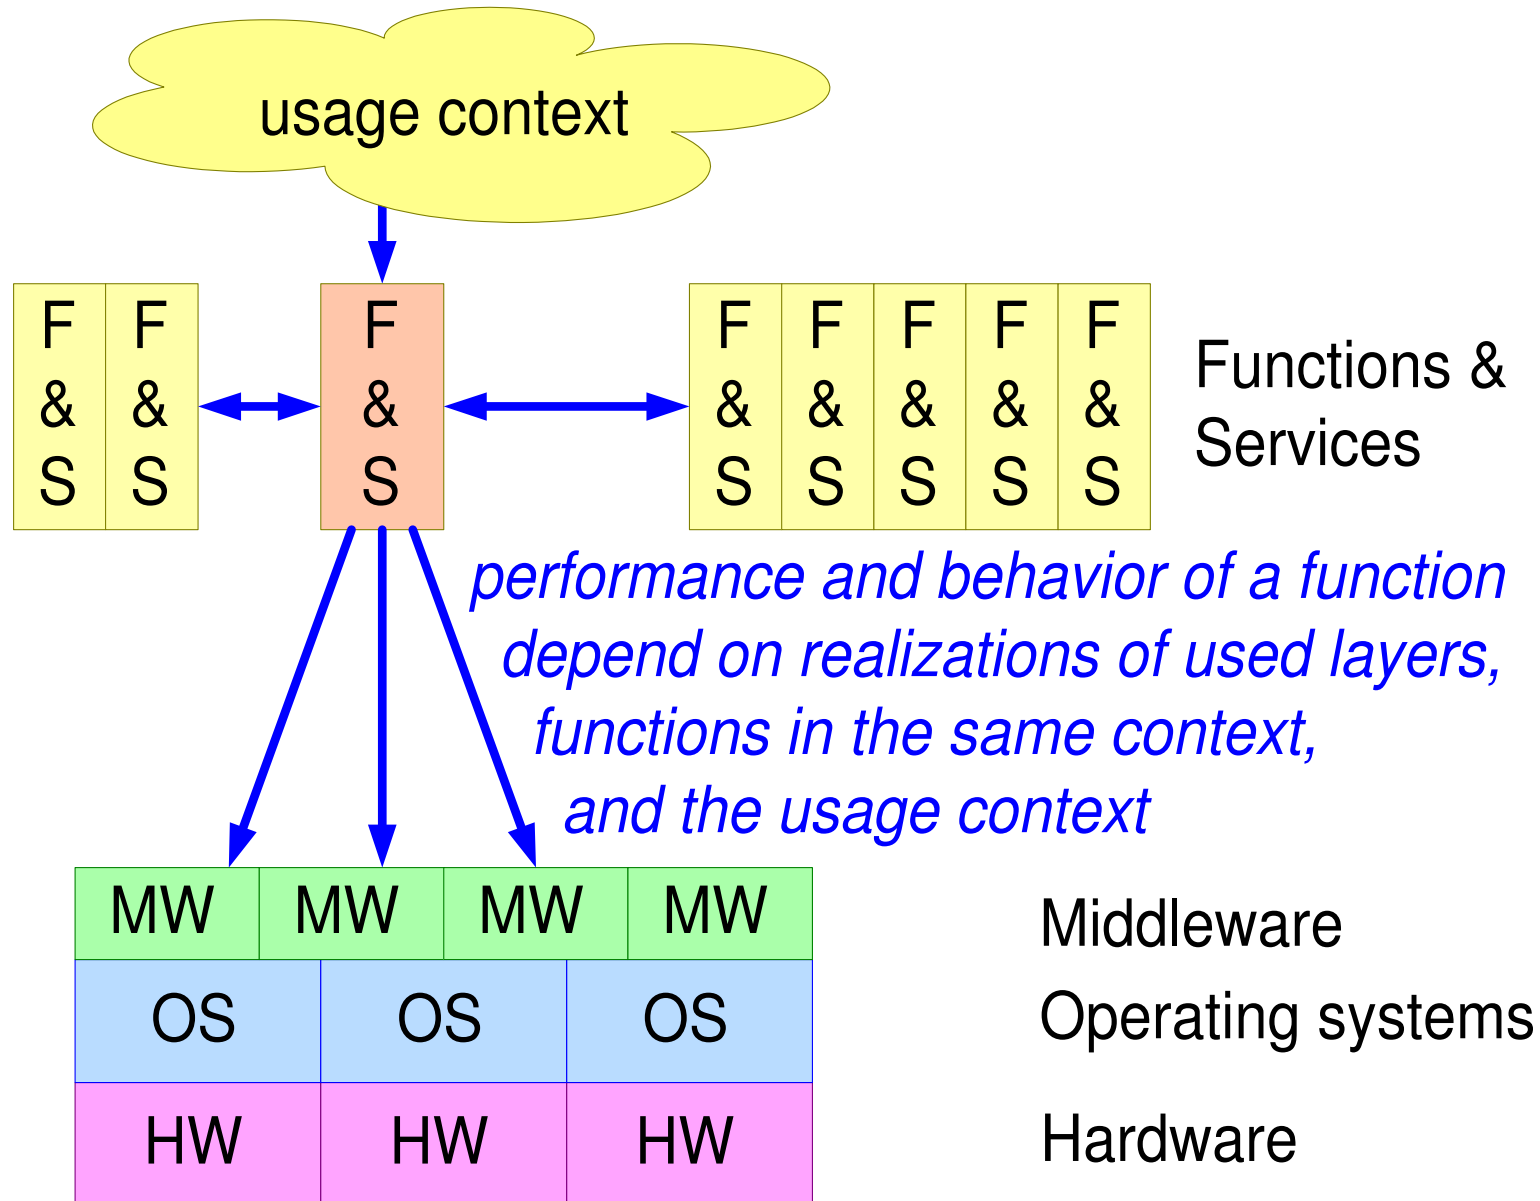 usage context
F F F F F F F F
& & & & & & & &
S S S S S S S S
Functions &
Services
performance and behavior of a function
depend on realizations of used layers,
functions in the same context,
and the usage context
MW MW MW MW
Middleware
OS OS OS
Operating systems
HW HW HW
Hardware